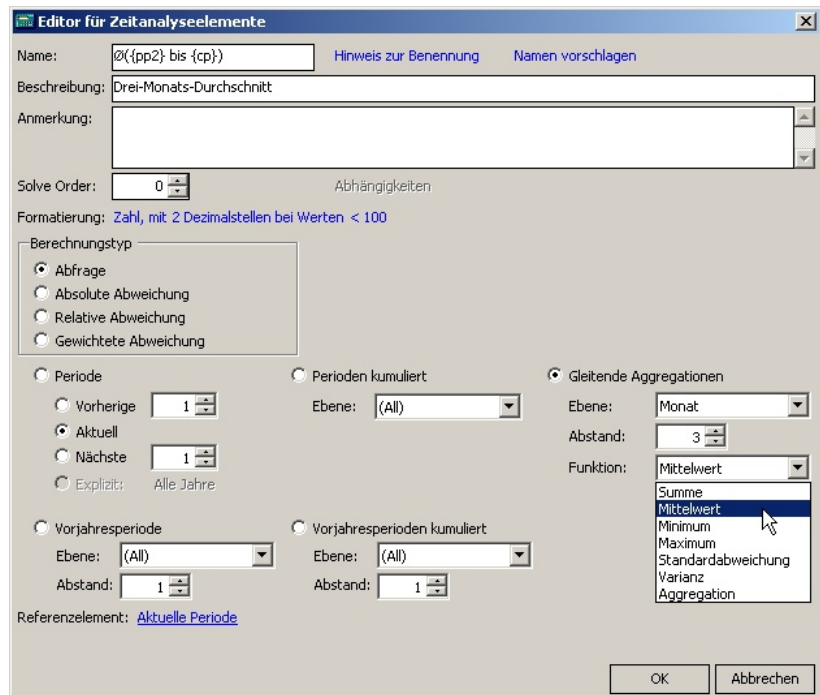 Editor für Zeitanalyseelemente
Name: Ø({pp2} bis {cp}) Hinweis zur Benennung Namen vorschlagen
Beschreibung: Drei-Monats-Durchschnitt
Anmerkung:
Solve Order: 0 Abhängigkeiten
Formatierung: Zahl, mit 2 Dezimalstellen bei Werten < 100
Berechnungstyp
Abfrage
Absolute Abweichung
Relative Abweichung
Gewichtete Abweichung
Periode Perioden kumuliert Gleitende Aggregationen
Vorherige 1 Ebene: (All) Ebene: Monat
Aktuell Abstand: 3
Nächste 1 Funktion: Mittelwert
Explizit: Alle Jahre
Summe
Mittelwert
Minimum
Maximum
Standardabweichung
Varianz
Aggregation
Vorjahresperiode Vorjahresperioden kumuliert
Ebene: (All) Ebene: (All)
Abstand: 1 Abstand: 1
Referenzelement: Aktuelle Periode
OK Abbrechen